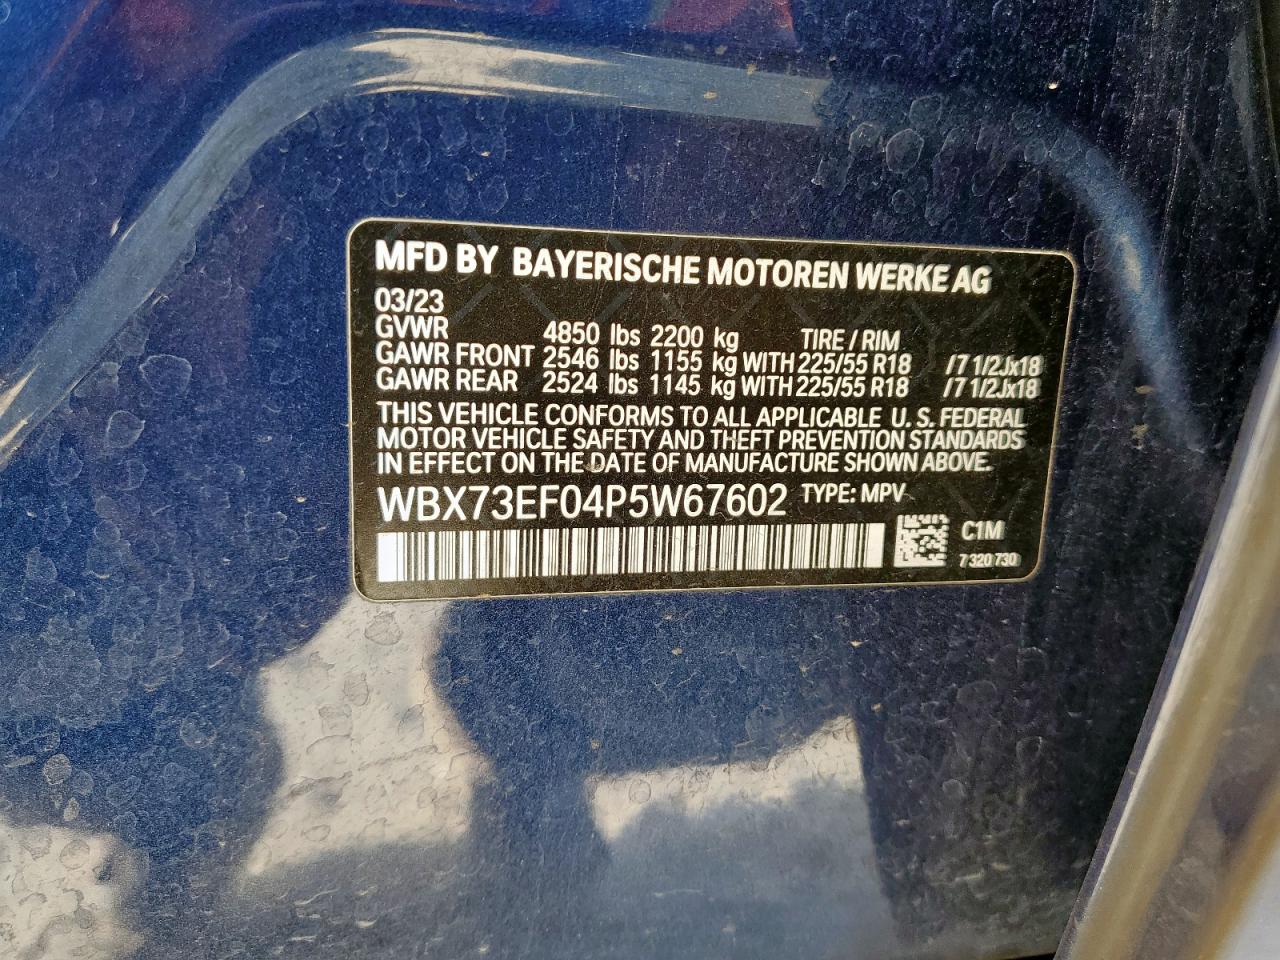 MFD BY BAYERISCHE MOTOREN WERKE AG
03/23
GVWR 4850 lbs 2200 kg TIRE / RIM
GAWR FRONT 2546 lbs 1155 kg WITH 225/55 R18 /7 1/2Jx18
GAWR REAR 2524 lbs 1145 kg WITH 225/55 R18 /7 1/2Jx18
THIS VEHICLE CONFORMS TO ALL APPLICABLE U. S. FEDERAL
MOTOR VEHICLE SAFETY AND THEFT PREVENTION STANDARDS
IN EFFECT ON THE DATE OF MANUFACTURE SHOWN ABOVE.
WBX73EF04P5W67602 TYPE: MPV
C1M
7 320 730